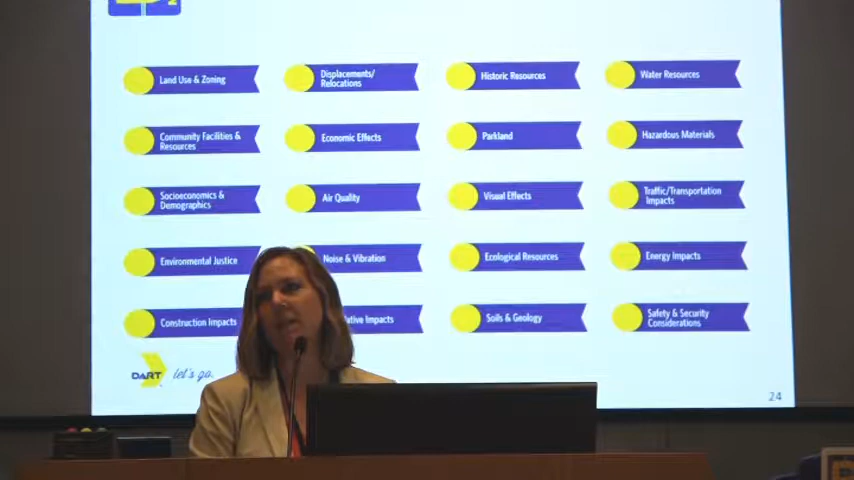 2
Land Use & Zoning
Displacements/
Relocations
Historic Resources
Water Resources
Community Facilities &
Resources
Economic Effects
Parkland
Hazardous Materials
Socioeconomics &
Demographics
Air Quality
Visual Effects
Traffic/Transportation
Impacts
Environmental Justice
Noise & Vibration
Ecological Resources
Energy Impacts
Construction Impacts
Impacts
Soils & Geology
Safety & Security
Considerations
DART let's go.
24